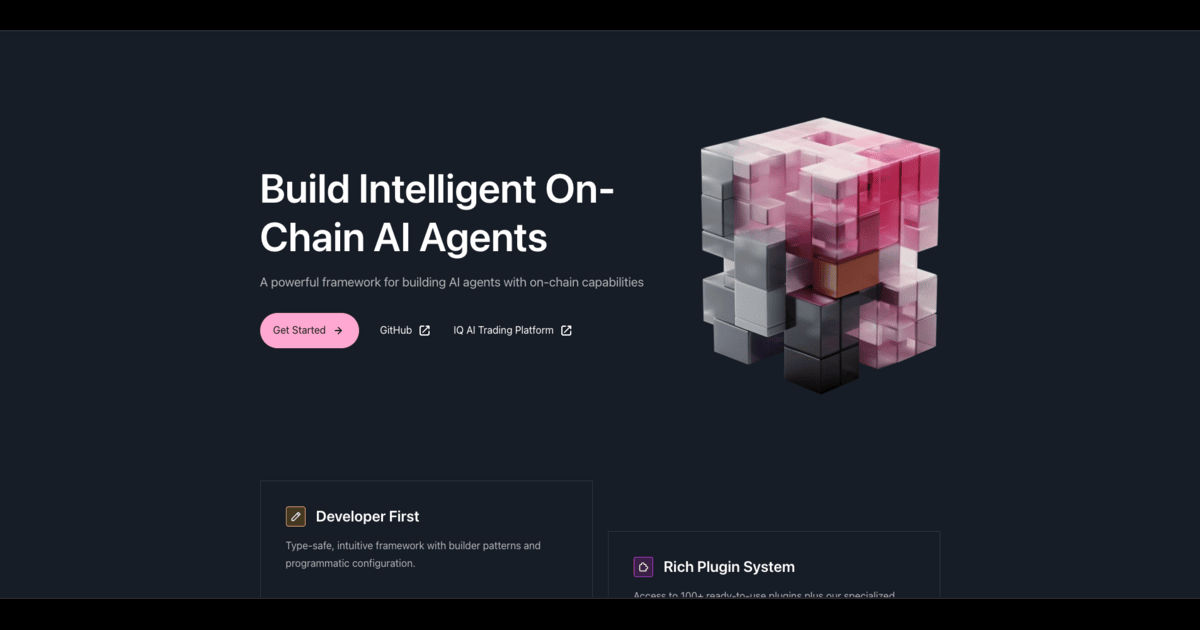 Build Intelligent On-
Chain AI Agents
A powerful framework for building AI agents with on-chain capabilities
Get Started
GitHub
IQ AI Trading Platform
Developer First
Type-safe, intuitive framework with builder patterns and
programmatic configuration.
Rich Plugin System
Access to 100+ ready-to-use plugins plus our specialized